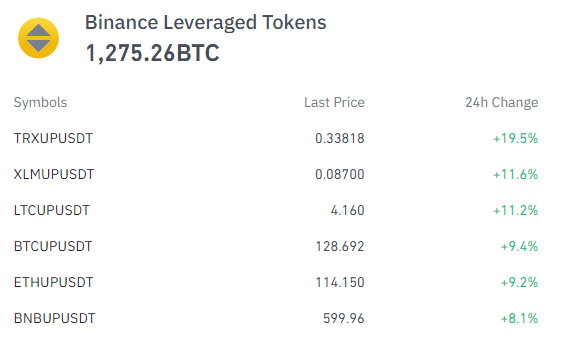 Binance Leveraged Tokens
1,275.26BTC
Symbols Last Price 24h Change
TRXUPUSDT 0.33818 +19.5%
XLMUPUSDT 0.08700 +11.6%
LTCUPUSDT 4.160 +11.2%
BTCUPUSDT 128.692 +9.4%
ETHUPUSDT 114.150 +9.2%
BNBUPUSDT 599.96 +8.1%